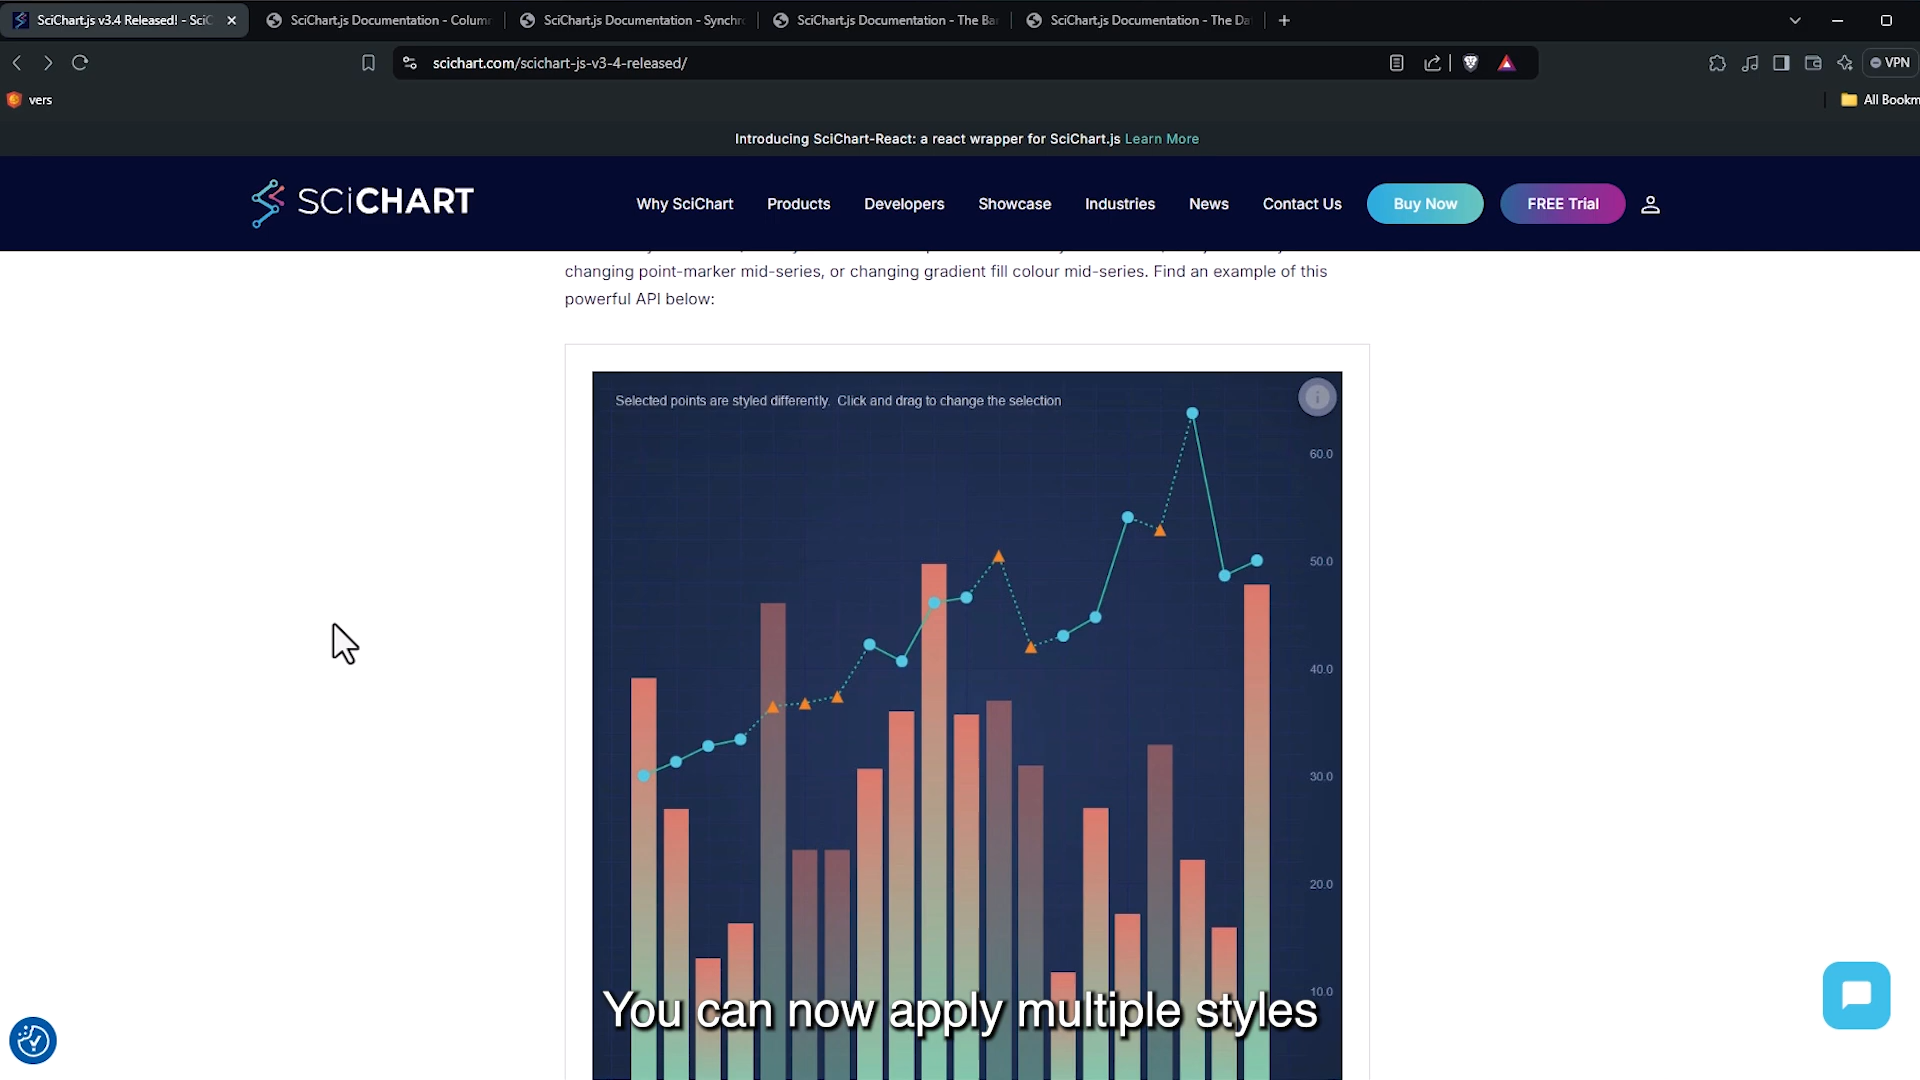 SciChart.js v3.4 Released! - SciC
SciChart.js Documentation - Colum
SciChart.js Documentation - Synchr
SciChart.js Documentation - The Ba
SciChart.js Documentation - The Da
scichart.com/scichart-js-v3-4-released/
VPN
vers
All Bookm
Introducing SciChart-React: a react wrapper for SciChart.js Learn More
SCiCHART
Why SciChart
Products
Developers
Showcase
Industries
News
Contact Us
Buy Now
FREE Trial
changing point-marker mid-series, or changing gradient fill colour mid-series. Find an example of this
powerful API below:
Selected points are styled differently. Click and drag to change the selection
i
60.0
50.0
40.0
30.0
20.0
10.0
You can now apply multiple styles